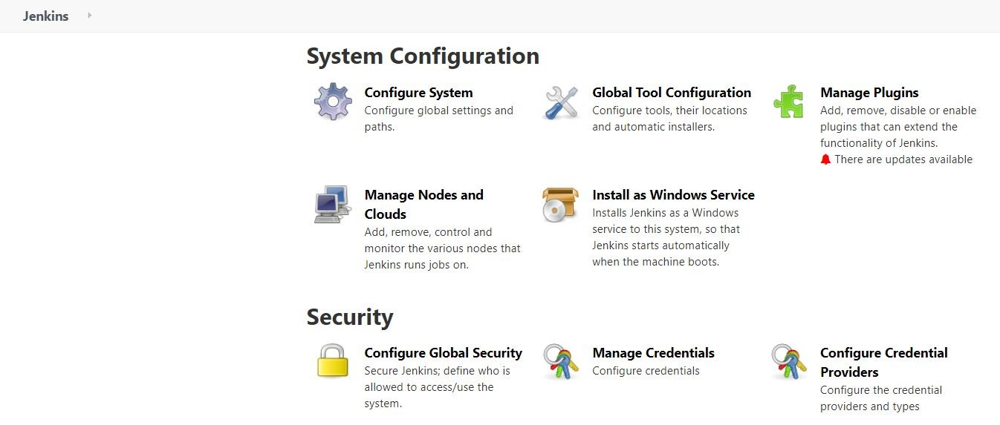 Jenkins
System Configuration
Configure System
Configure global settings and
paths.
Global Tool Configuration
Configure tools, their locations
and automatic installers.
Manage Plugins
Add, remove, disable or enable
plugins that can extend the
functionality of Jenkins.
There are updates available
Manage Nodes and
Clouds
Add, remove, control and
monitor the various nodes that
Jenkins runs jobs on.
Install as Windows Service
Installs Jenkins as a Windows
service to this system, so that
Jenkins starts automatically
when the machine boots.
Security
Configure Global Security
Secure Jenkins; define who is
allowed to access/use the
system.
Manage Credentials
Configure credentials
Configure Credential
Providers
Configure the credential
providers and types